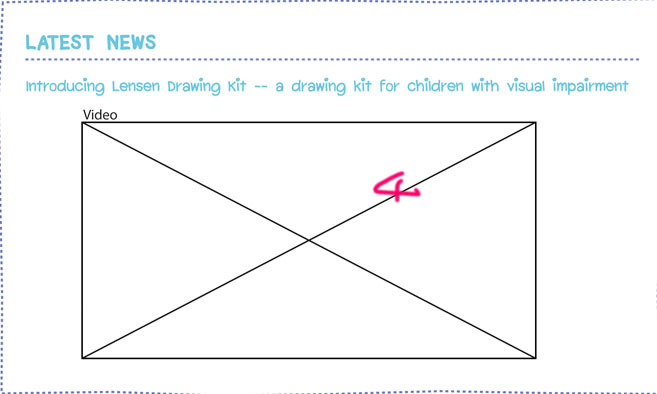 LATEST NEWS
Introducing Lensen Drawing Kit -- a drawing kit for children with visual impairment
Video
4